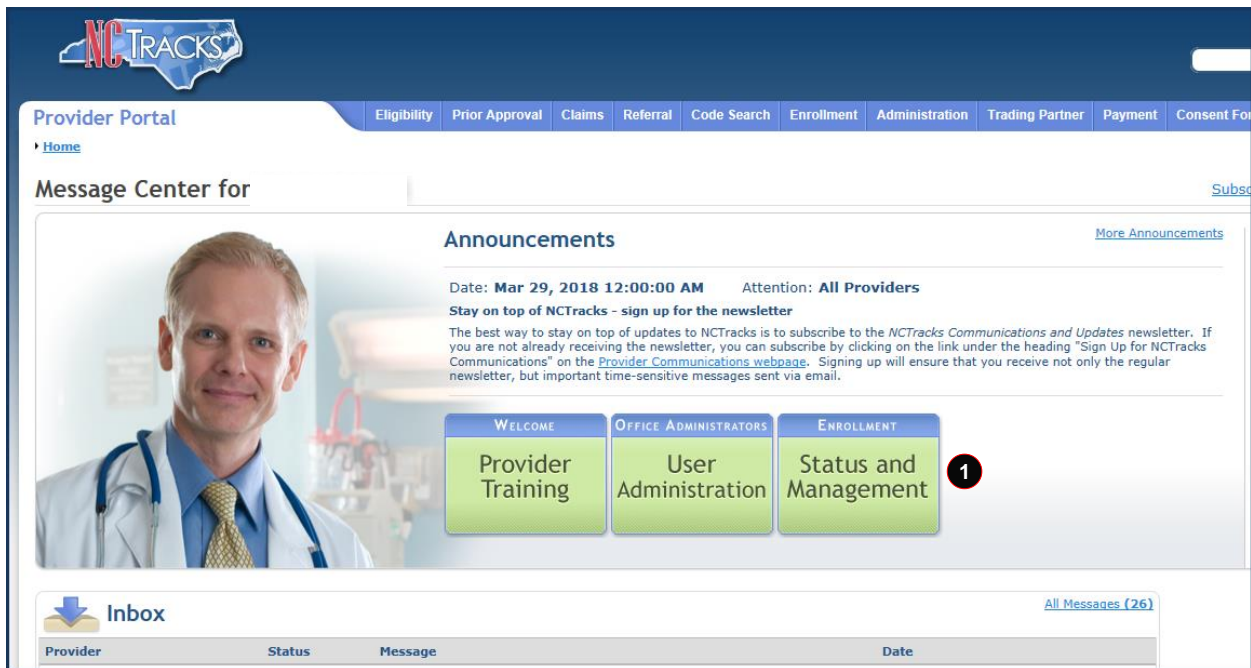 NCTRACKS
Provider Portal
Eligibility Prior Approval Claims Referral Code Search Enrollment Administration Trading Partner Payment Consent For
Home
Message Center for
Subsc
Announcements
More Announcements
Date: Mar 29, 2018 12:00:00 AM Attention: All Providers
Stay on top of NCTracks - sign up for the newsletter
The best way to stay on top of updates to NCTracks is to subscribe to the NCTracks Communications and Updates newsletter. If
you are not already receiving the newsletter, you can subscribe by clicking on the link under the heading "Sign Up for NCTracks
Communications" on the Provider Communications webpage. Signing up will ensure that you receive not only the regular
newsletter, but important time-sensitive messages sent via email.
WELCOME
Provider
Training
OFFICE ADMINISTRATORS
User
Administration
ENROLLMENT
Status and
Management
1
Inbox
All Messages (26)
Provider Status Message Date